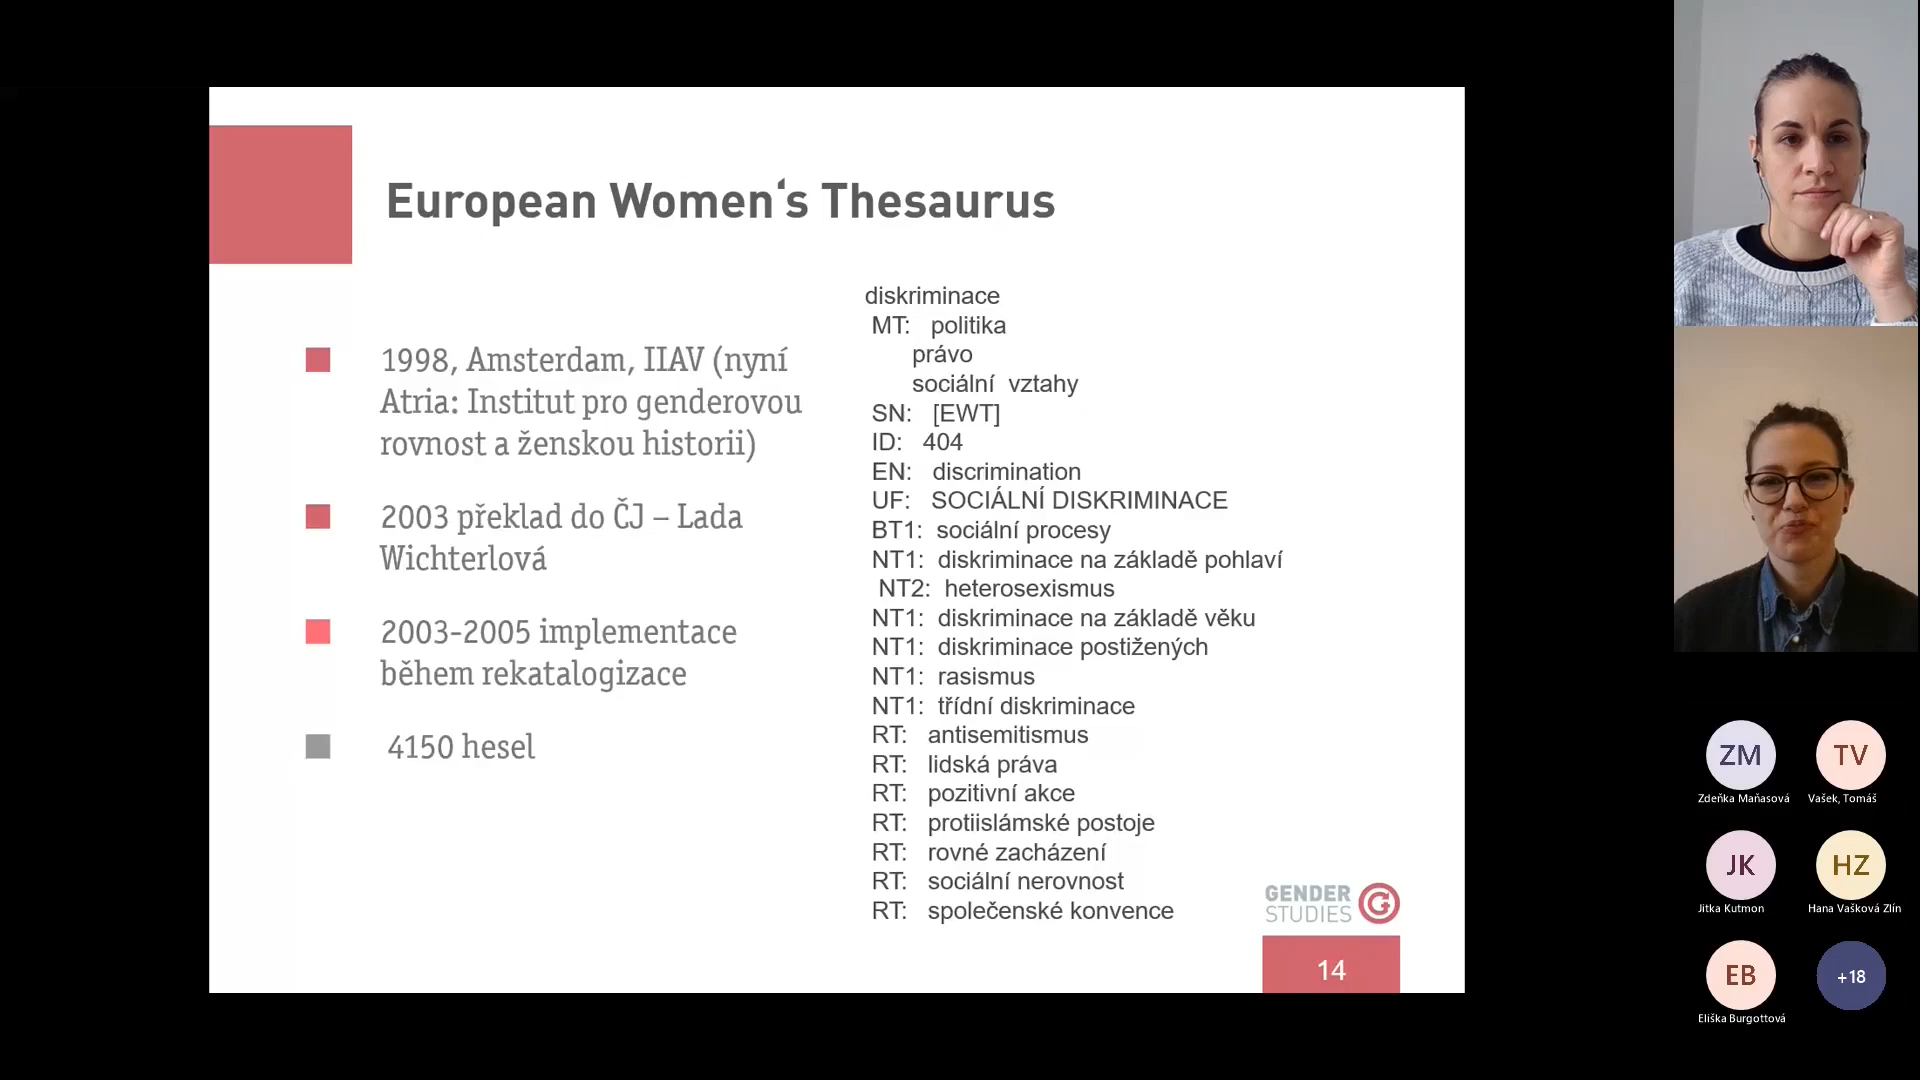 European Women‘s Thesaurus
1998, Amsterdam, IIAV (nyní
Atria: Institut pro genderovou
rovnost a ženskou historii)
2003 překlad do ČJ – Lada
Wichterlová
2003-2005 implementace
během rekatalogizace
4150 hesel
diskriminace
MT: politika
právo
sociální vztahy
SN: [EWT]
ID: 404
EN: discrimination
UF: SOCIÁLNÍ DISKRIMINACE
BT1: sociální procesy
NT1: diskriminace na základě pohlaví
NT2: heterosexismus
NT1: diskriminace na základě věku
NT1: diskriminace postižených
NT1: rasismus
NT1: třídní diskriminace
RT: antisemitismus
RT: lidská práva
RT: pozitivní akce
RT: protiislámské postoje
RT: rovné zacházení
RT: sociální nerovnost
RT: společenské konvence
GENDER
STUDIES
14
ZM
Zdeňka Maňasová
TV
Vašek, Tomáš
JK
Jitka Kutmon
HZ
Hana Vašková Zlín
EB
Eliška Burgottová
+18